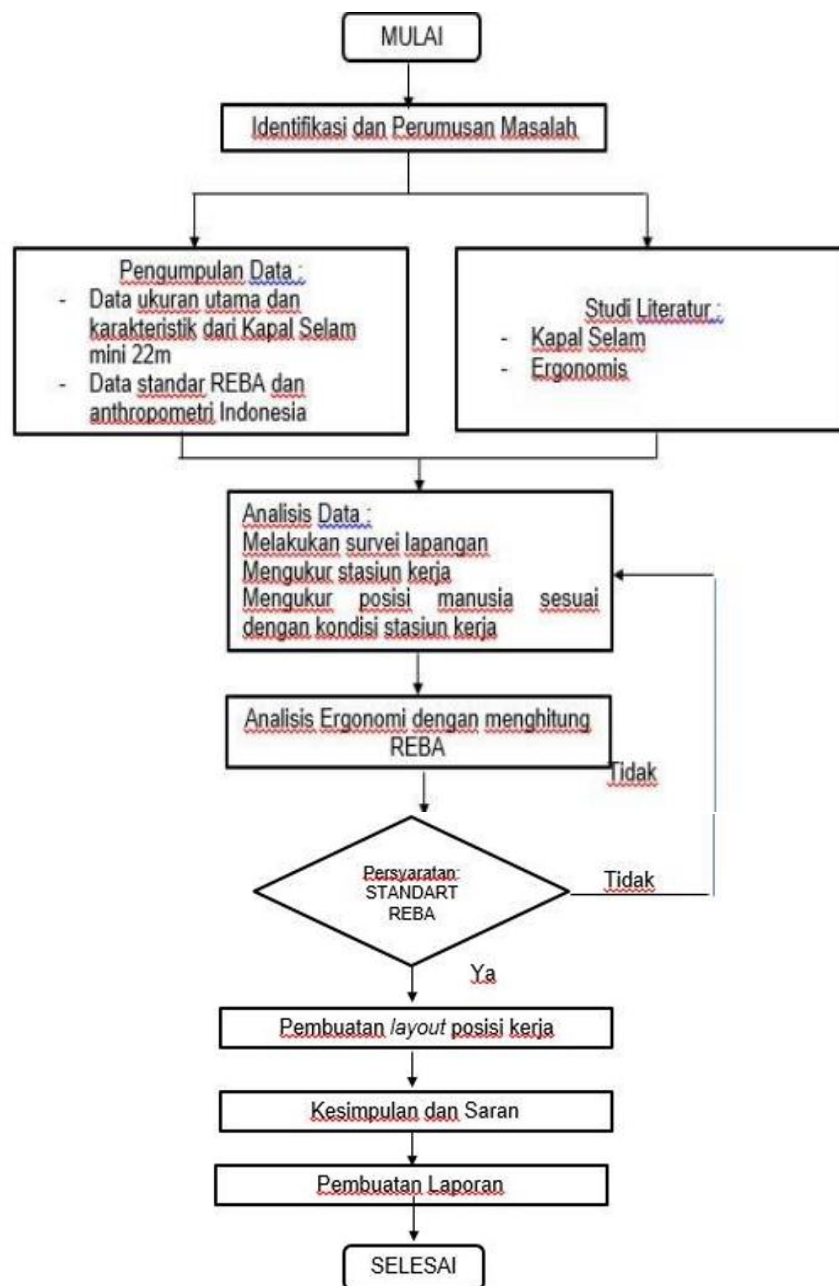 MULAI
Identifikasi dan Perumusan Masalah
Pengumpulan Data :
- Data ukuran utama dan
karakteristik dari Kapal Selam
mini 22m
- Data standar REBA dan
anthropometri Indonesia
Studi Literatur :
- Kapal Selam
- Ergonomis
Analisis Data :
Melakukan survei lapangan
Mengukur stasiun kerja
Mengukur posisi manusia sesuai
dengan kondisi stasiun kerja
Analisis Ergonomi dengan menghitung
REBA
Tidak
Persyaratan:
STANDART
REBA
Tidak
Ya
Pembuatan layout posisi kerja
Kesimpulan dan Saran
Pembuatan Laporan
SELESAI